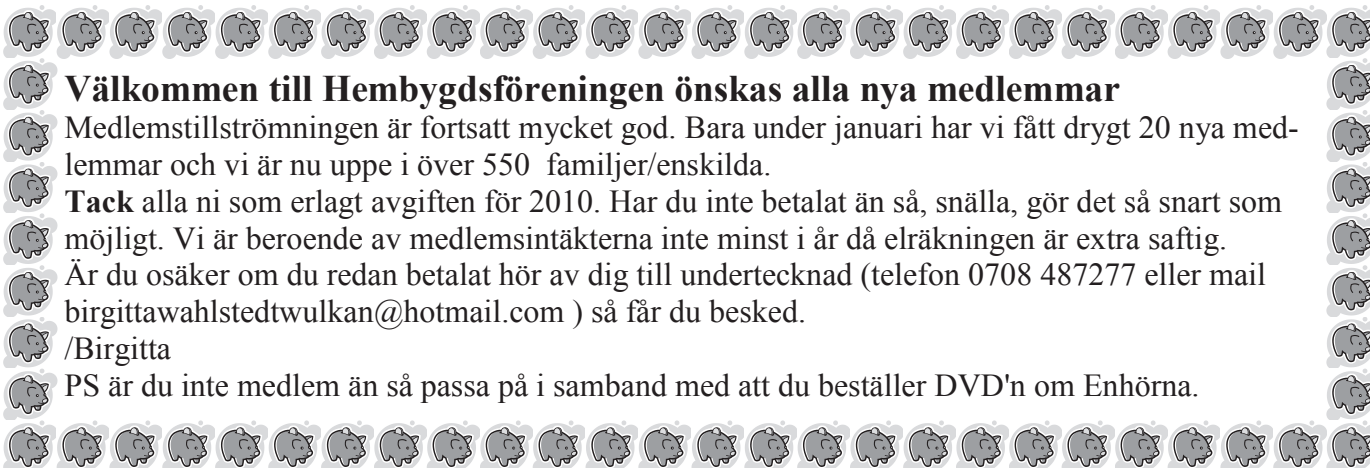 Välkommen till Hembygdsföreningen önskas alla nya medlemmar
Medlemstillströmningen är fortsatt mycket god. Bara under januari har vi fått drygt 20 nya med-
lemmar och vi är nu uppe i över 550  familjer/enskilda.
Tack alla ni som erlagt avgiften för 2010. Har du inte betalat än så, snälla, gör det så snart som
möjligt. Vi är beroende av medlemsintäkterna inte minst i år då elräkningen är extra saftig.
Är du osäker om du redan betalat hör av dig till undertecknad (telefon 0708 487277 eller mail
birgittawahlstedtwulkan@hotmail.com ) så får du besked.
/Birgitta
PS är du inte medlem än så passa på i samband med att du beställer DVD'n om Enhörna.